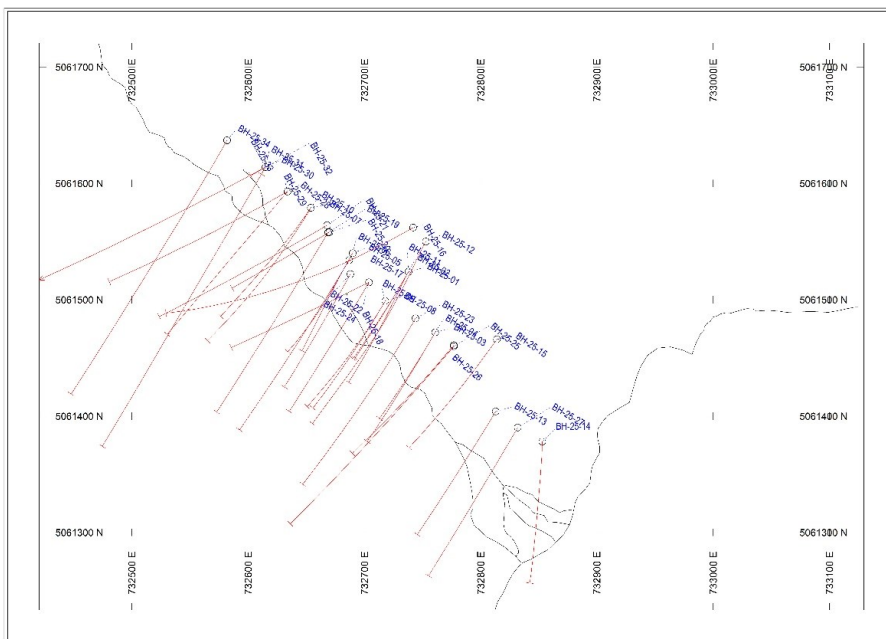 732500 E
732600 E
732700 E
732800 E
732900 E
733000 E
733100 E
5061700 N
5061700 N
BH-25-34
BH-25-32
BH-25-30
5061600 N
5061600 N
BH-25-29
BH-25-10
BH-25-07
BH-25-19
BH-25-16
BH-25-12
BH-25-05
BH-25-17
BH-25-01
5061500 N
5061500 N
BH-25-22
BH-25-24
BH-25-18
BH-25-08
BH-25-23
BH-25-03
BH-25-25
BH-25-15
BH-25-26
5061400 N
5061400 N
BH-25-13
BH-25-27
BH-25-14
5061300 N
5061300 N
732500 E
732600 E
732700 E
732800 E
732900 E
733000 E
733100 E